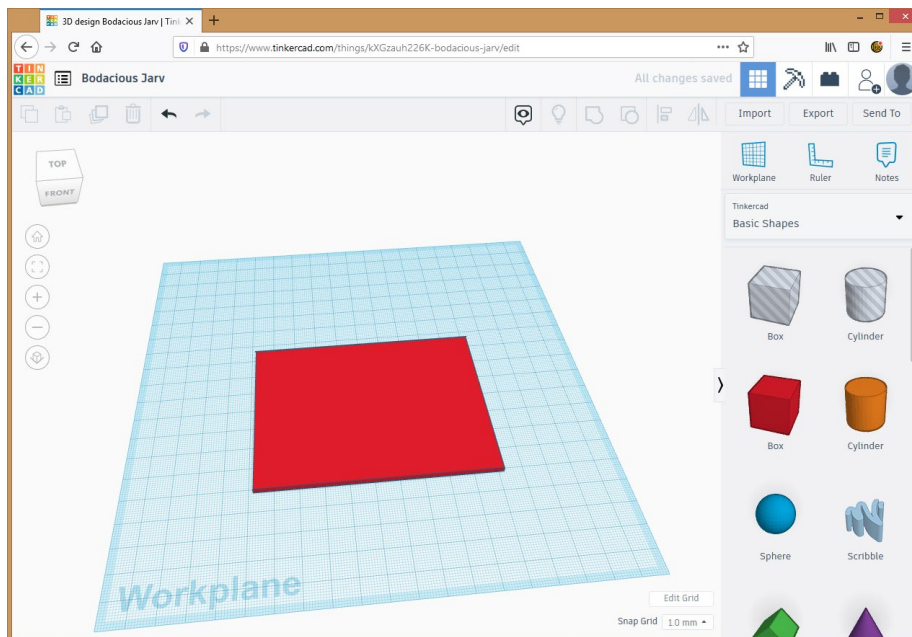 3D design Bodacious Jarv | Tin
https://www.tinkercad.com/things/kXGzauh226K-bodacious-jarv/edit
TIN
KER
CAD
Bodacious Jarv
All changes saved
Import
Export
Send To
TOP
FRONT
Workplane
Ruler
Notes
Tinkercad
Basic Shapes
Box
Cylinder
Box
Cylinder
Sphere
Scribble
Workplane
Edit Grid
Snap Grid
1.0 mm